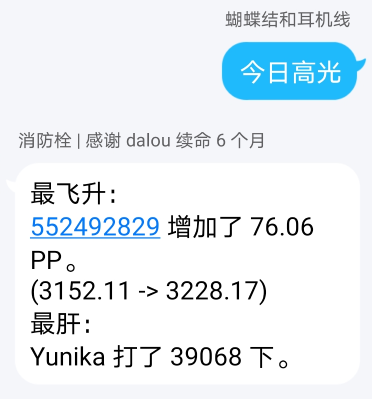 蝴蝶结和耳机线
今日高光
消防栓 | 感谢 dalou 续命 6 个月
最飞升：
552492829 增加了 76.06
PP。
(3152.11 -> 3228.17)
最肝：
Yunika 打了 39068 下。